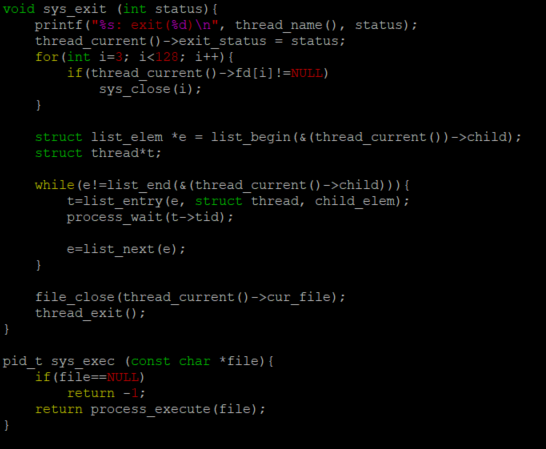 void sys_exit (int status){
    printf("%s: exit(%d)\n", thread_name(), status);
    thread_current()->exit_status = status;
    for(int i=3; i<128; i++){
        if(thread_current()->fd[i]!=NULL)
            sys_close(i);
    }
    struct list_elem *e = list_begin(&(thread_current())->child);
    struct thread*t;
    while(e!=list_end(&(thread_current()->child))){
        t=list_entry(e, struct thread, child_elem);
        process_wait(t->tid);
        e=list_next(e);
    }
    file_close(thread_current()->cur_file);
    thread_exit();
}
pid_t sys_exec (const char *file){
    if(file==NULL)
        return -1;
    return process_execute(file);
}